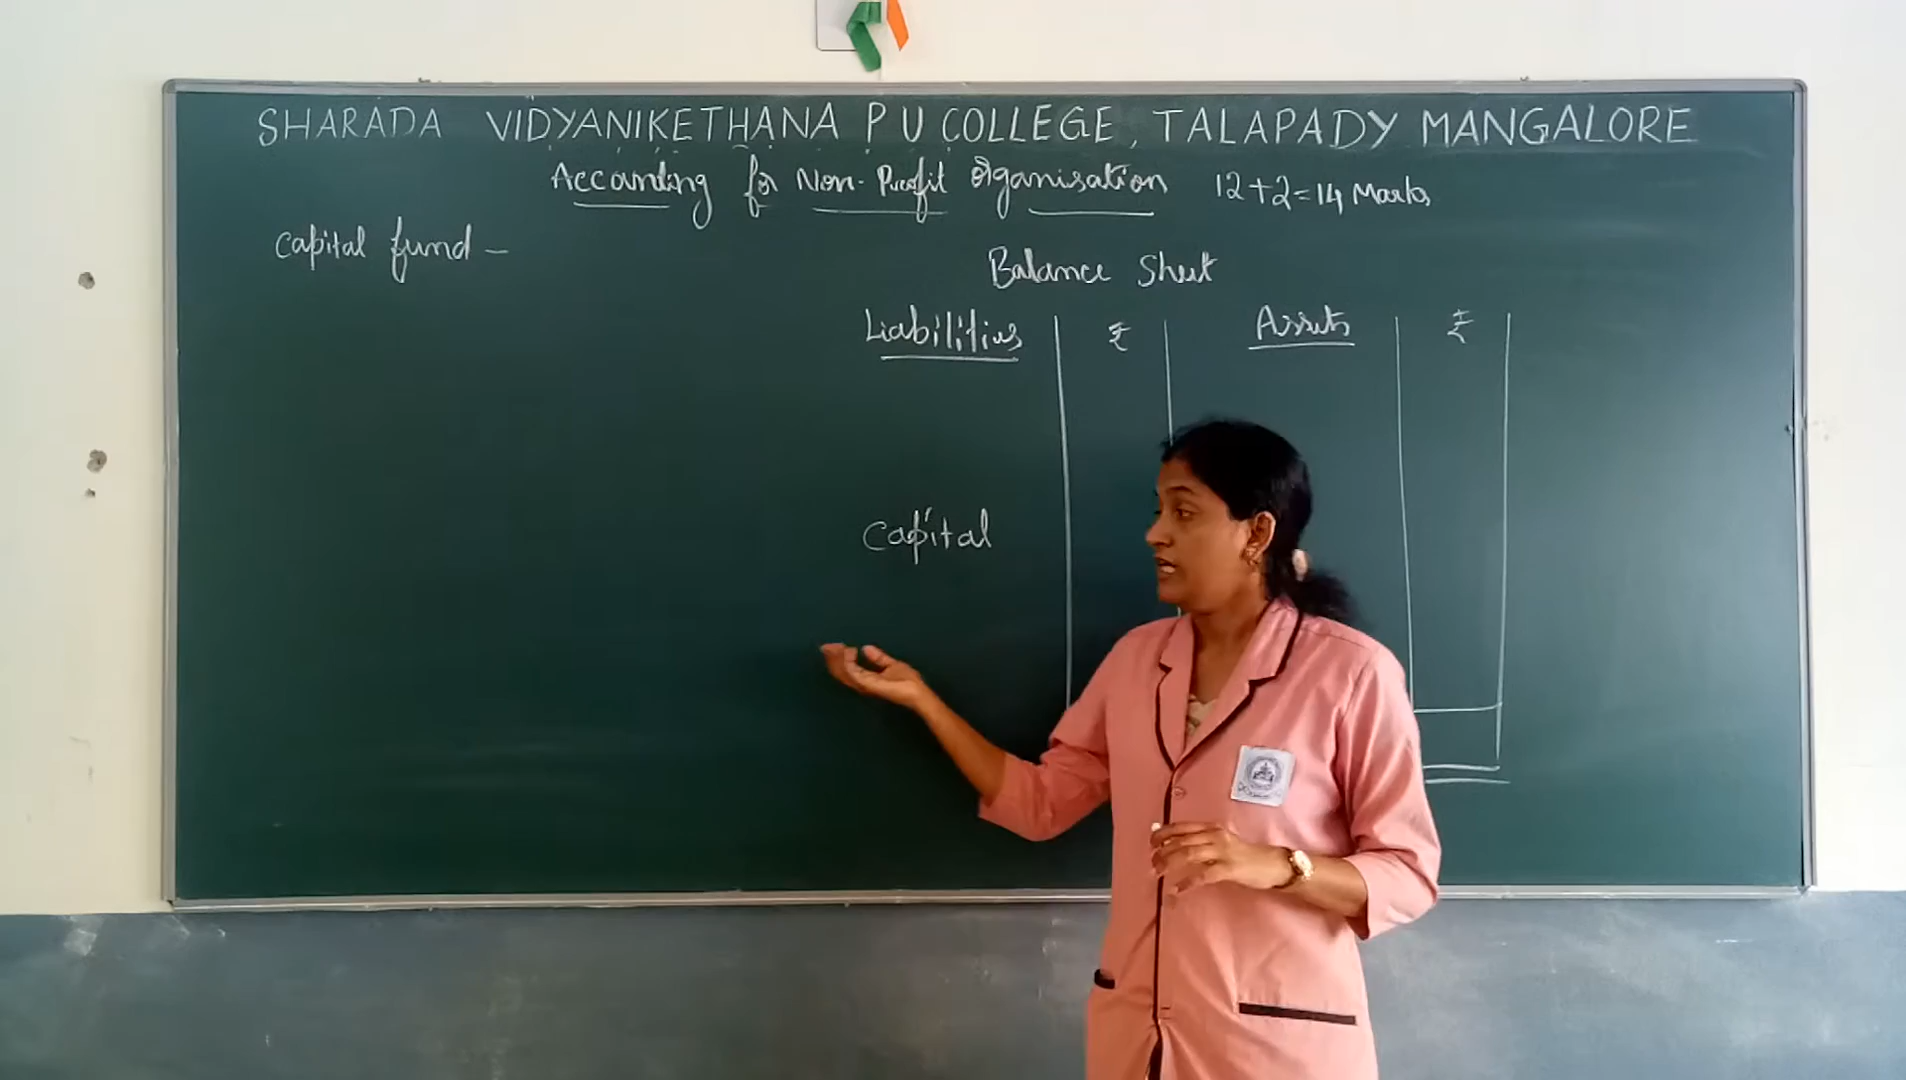 SHARADA VIDYANIKETHANA P U COLLEGE, TALAPADY MANGALORE
Accounting for Non-Profit Organisation 12+2=14 Marks
Capital fund –
Balance Sheet
Liabilities ₹ Assets ₹
Capital